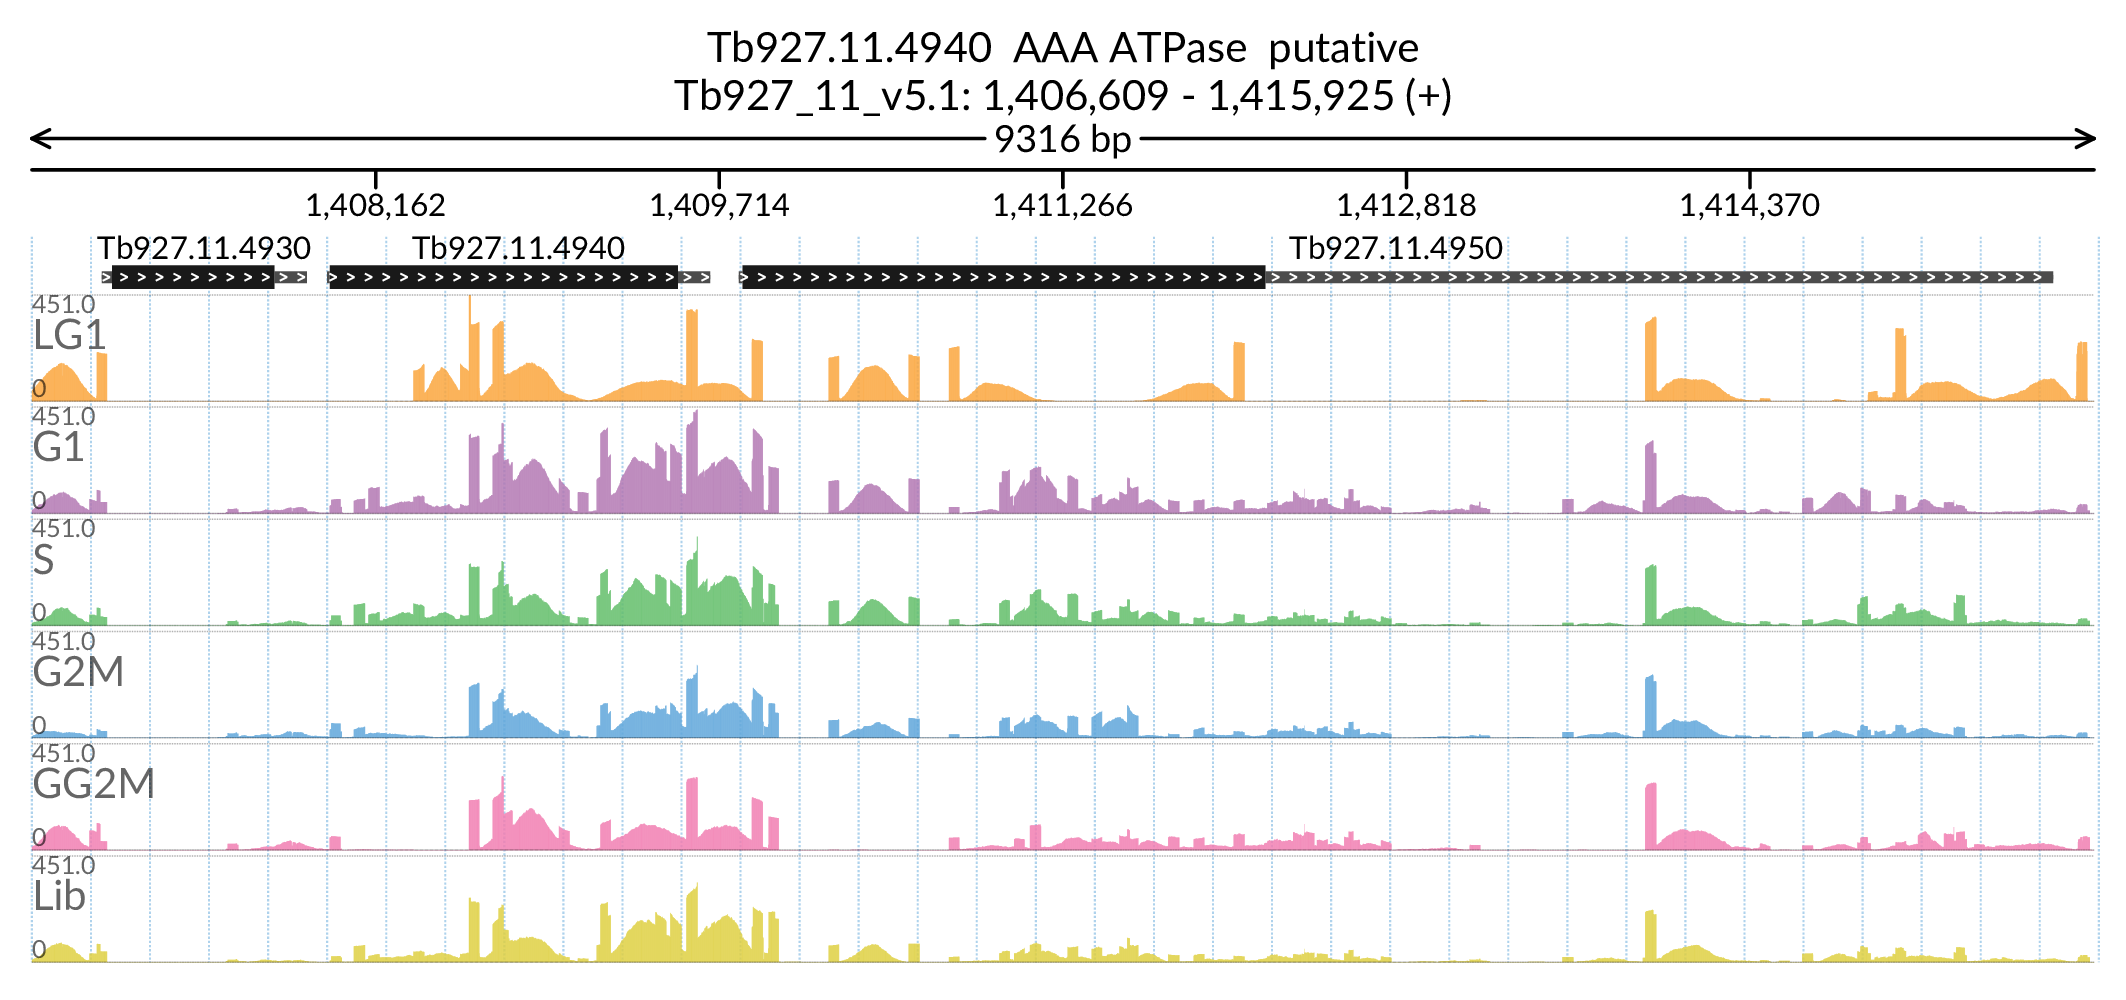 Tb927.11.4940 AAA ATPase putative
Tb927_11_v5.1: 1,406,609 - 1,415,925 (+)
9316 bp
1,408,162 1,409,714 1,411,266 1,412,818 1,414,370
Tb927.11.4930 Tb927.11.4940 Tb927.11.4950
451.0
LG1
0
451.0
G1
0
451.0
S
0
451.0
G2M
0
451.0
GG2M
0
451.0
Lib
0